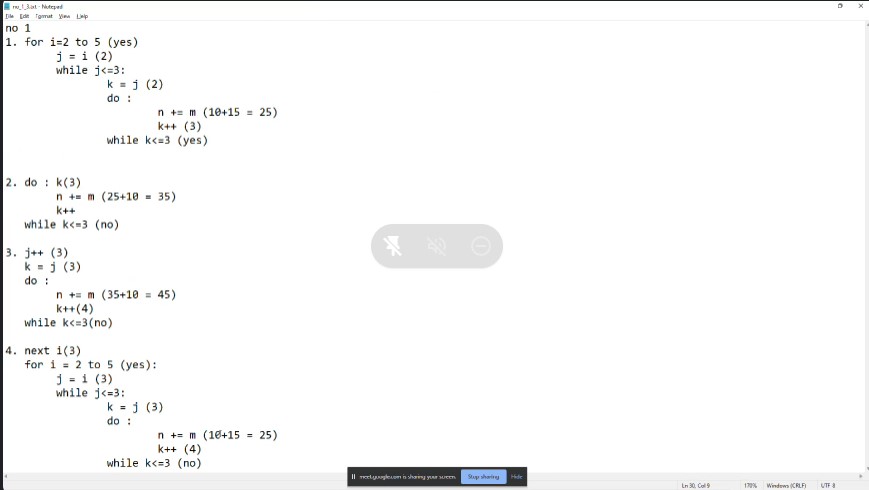 no_1_3.txt - Notepad
File Edit Format View Help
no 1
1. for i=2 to 5 (yes)
j = i (2)
while j<=3:
k = j (2)
do :
n += m (10+15 = 25)
k++ (3)
while k<=3 (yes)
2. do : k(3)
n += m (25+10 = 35)
k++
while k<=3 (no)
3. j++ (3)
k = j (3)
do :
n += m (35+10 = 45)
k++(4)
while k<=3(no)
4. next i(3)
for i = 2 to 5 (yes):
j = i (3)
while j<=3:
k = j (3)
do :
n += m (10+15 = 25)
k++ (4)
while k<=3 (no)
meet.google.com is sharing your screen. Stop sharing Hide
Ln 30, Col 9 170% Windows (CRLF) UTF-8